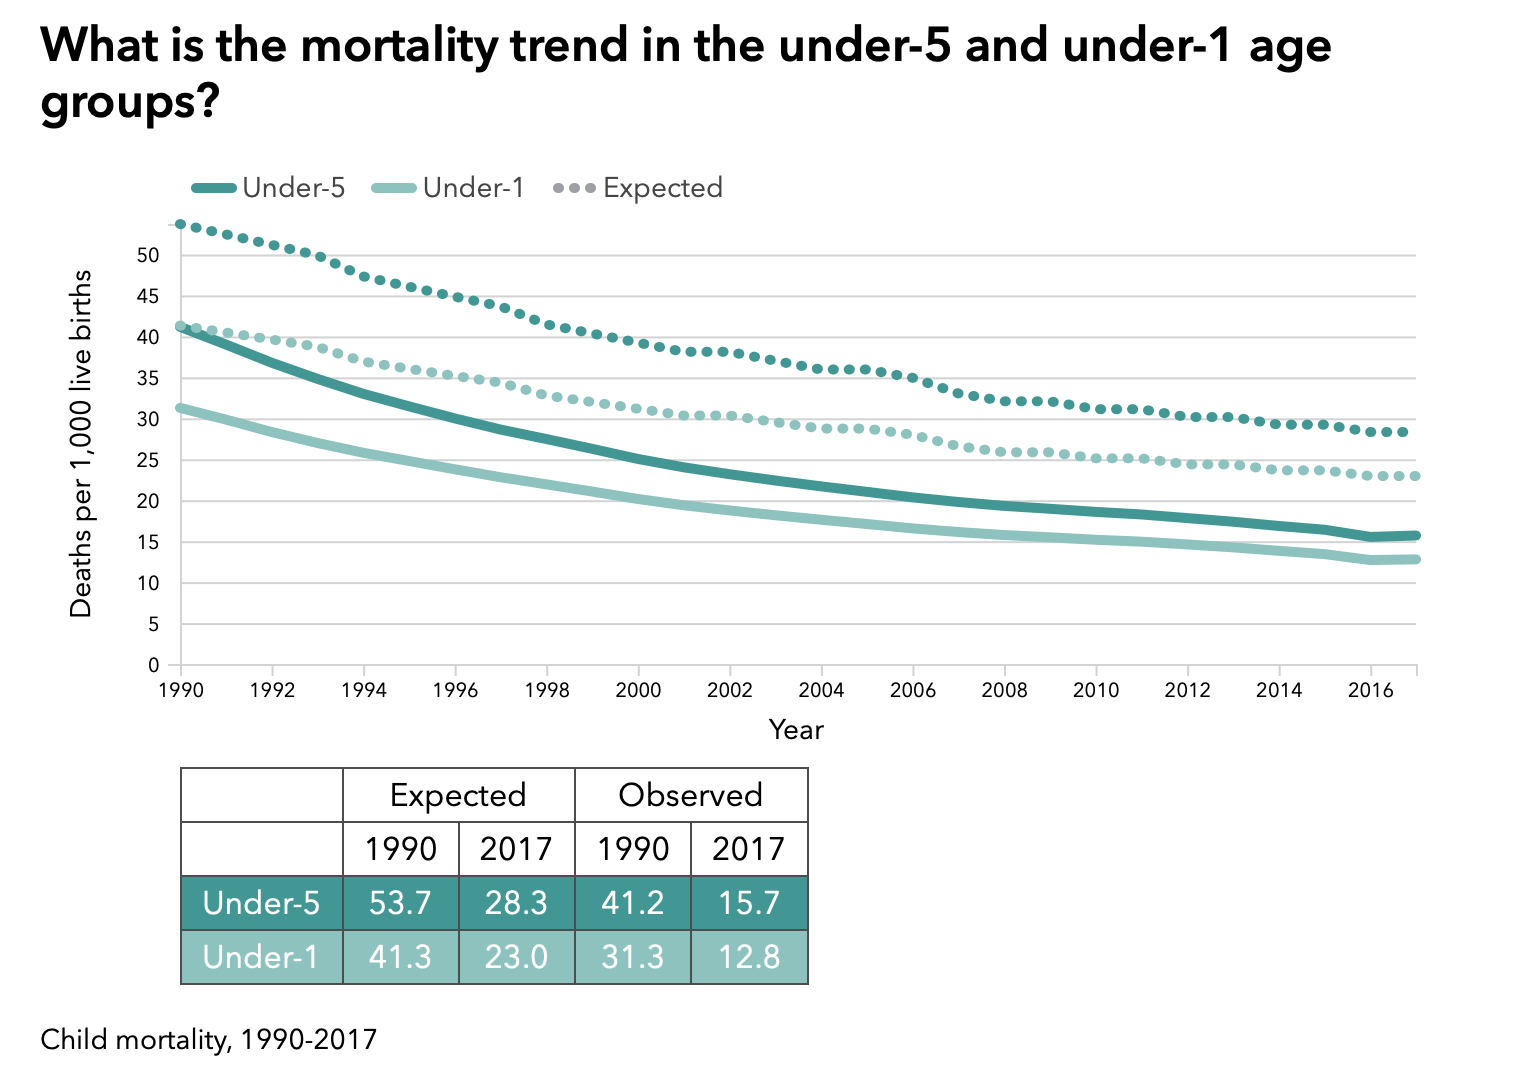 What is the mortality trend in the under-5 and under-1 age
groups?
Under-5 Under-1 Expected
Deaths per 1,000 live births
50
45
40
35
30
25
20
15
10
5
0
1990 1992 1994 1996 1998 2000 2002 2004 2006 2008 2010 2012 2014 2016
Year
Expected Observed
1990 2017 1990 2017
Under-5 53.7 28.3 41.2 15.7
Under-1 41.3 23.0 31.3 12.8
Child mortality, 1990-2017